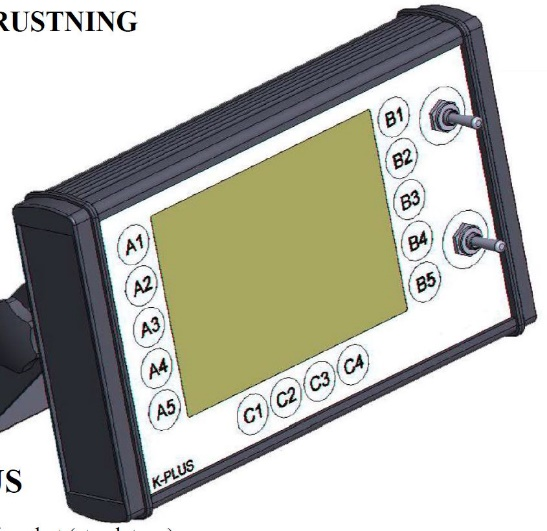 RUSTNING
B1
B2
B3
B4
B5
A1
A2
A3
A4
A5
C1 C2 C3 C4
K-PLUS
US